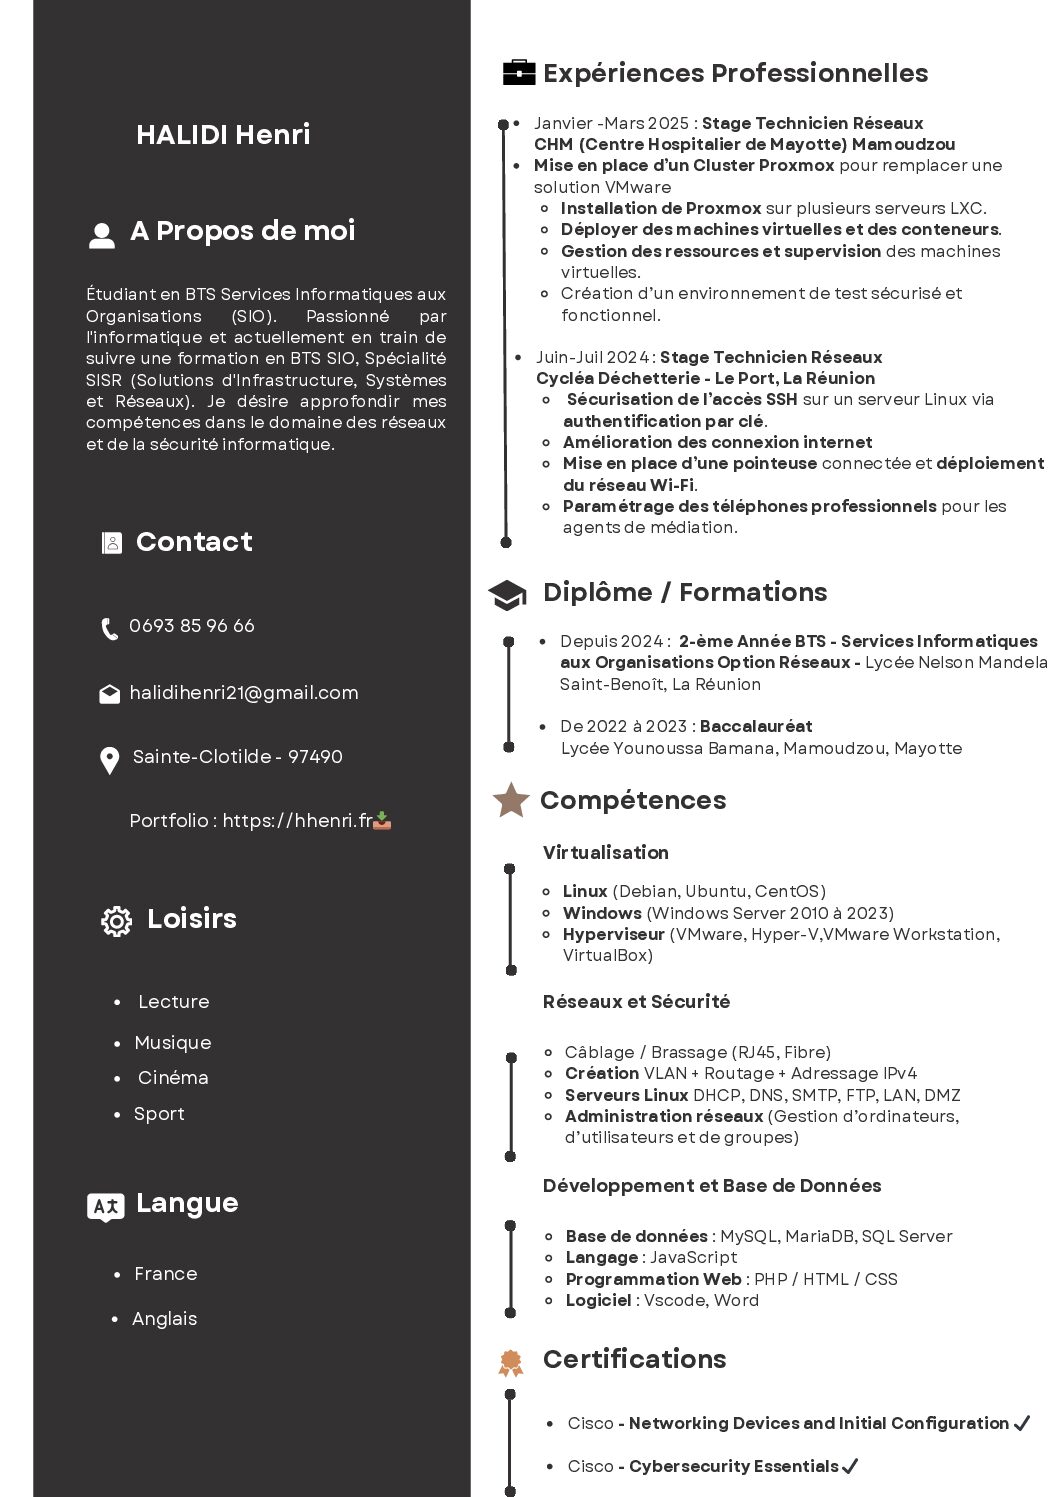 HALIDI Henri
A Propos de moi
Étudiant en BTS Services Informatiques aux
Organisations (SIO). Passionné par
l'informatique et actuellement en train de
suivre une formation en BTS SIO, Spécialité
SISR (Solutions d'Infrastructure, Systèmes
et Réseaux). Je désire approfondir mes
compétences dans le domaine des réseaux
et de la sécurité informatique.
Contact
0693 85 96 66
halidihenri21@gmail.com
Sainte-Clotilde - 97490
Portfolio : https://hhenri.fr
Loisirs
• Lecture
• Musique
• Cinéma
• Sport
Langue
• France
• Anglais
Expériences Professionnelles
• Janvier -Mars 2025 : Stage Technicien Réseaux
CHM (Centre Hospitalier de Mayotte) Mamoudzou
• Mise en place d’un Cluster Proxmox pour remplacer une
solution VMware
Installation de Proxmox sur plusieurs serveurs LXC.
Déployer des machines virtuelles et des conteneurs.
Gestion des ressources et supervision des machines
virtuelles.
Création d’un environnement de test sécurisé et
fonctionnel.
• Juin-Juil 2024 : Stage Technicien Réseaux
Cycléa Déchetterie - Le Port, La Réunion
Sécurisation de l’accès SSH sur un serveur Linux via
authentification par clé.
Amélioration des connexion internet
Mise en place d’une pointeuse connectée et déploiement
du réseau Wi-Fi.
Paramétrage des téléphones professionnels pour les
agents de médiation.
Diplôme / Formations
• Depuis 2024 : 2-ème Année BTS - Services Informatiques
aux Organisations Option Réseaux - Lycée Nelson Mandela
Saint-Benoît, La Réunion
• De 2022 à 2023 : Baccalauréat
Lycée Younoussa Bamana, Mamoudzou, Mayotte
Compétences
Virtualisation
Linux (Debian, Ubuntu, CentOS)
Windows (Windows Server 2010 à 2023)
Hyperviseur (VMware, Hyper-V,VMware Workstation,
VirtualBox)
Réseaux et Sécurité
Câblage / Brassage (RJ45, Fibre)
Création VLAN + Routage + Adressage IPv4
Serveurs Linux DHCP, DNS, SMTP, FTP, LAN, DMZ
Administration réseaux (Gestion d’ordinateurs,
d’utilisateurs et de groupes)
Développement et Base de Données
Base de données : MySQL, MariaDB, SQL Server
Langage : JavaScript
Programmation Web : PHP / HTML / CSS
Logiciel : Vscode, Word
Certifications
• Cisco - Networking Devices and Initial Configuration ✓
• Cisco - Cybersecurity Essentials ✓